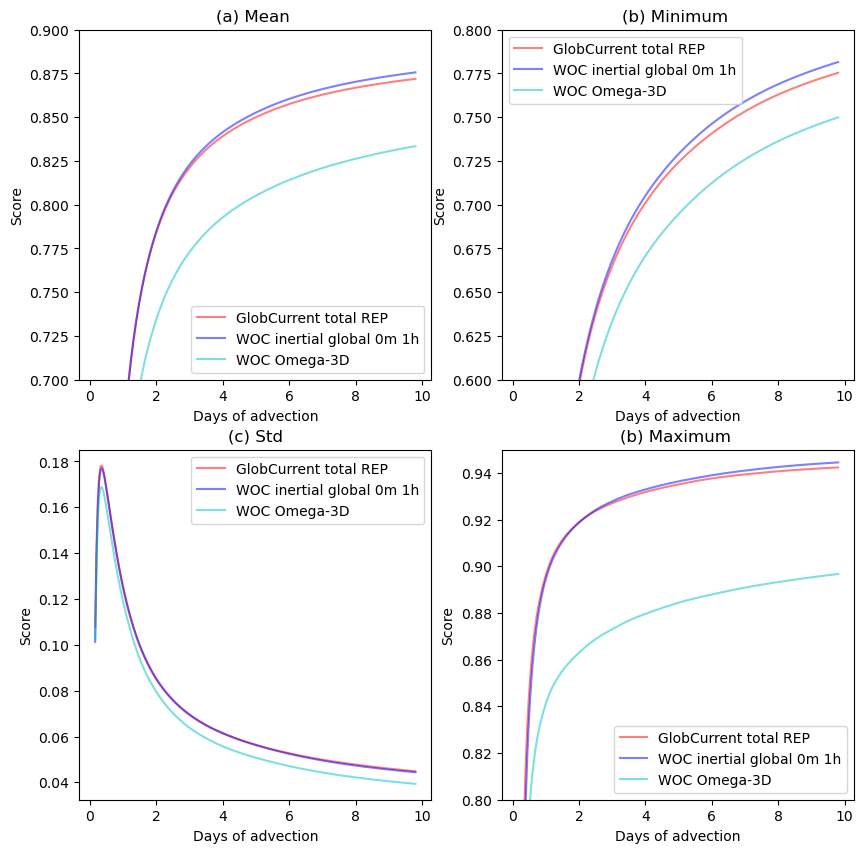 (a) Mean
0.900
0.875
0.850
0.825
0.800
0.775
0.750
0.725
0.700
Score
0 2 4 6 8 10
Days of advection
GlobCurrent total REP
WOC inertial global 0m 1h
WOC Omega-3D
(b) Minimum
0.800
0.775
0.750
0.725
0.700
0.675
0.650
0.625
0.600
Score
0 2 4 6 8 10
Days of advection
GlobCurrent total REP
WOC inertial global 0m 1h
WOC Omega-3D
(c) Std
0.18
0.16
0.14
0.12
0.10
0.08
0.06
0.04
Score
0 2 4 6 8 10
Days of advection
GlobCurrent total REP
WOC inertial global 0m 1h
WOC Omega-3D
(b) Maximum
0.94
0.92
0.90
0.88
0.86
0.84
0.82
0.80
Score
0 2 4 6 8 10
Days of advection
GlobCurrent total REP
WOC inertial global 0m 1h
WOC Omega-3D